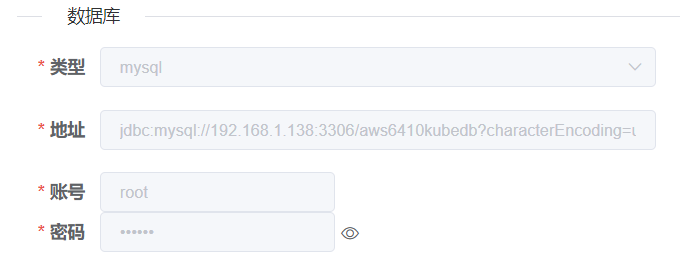 数据库
* 类型 mysql
* 地址 jdbc:mysql://192.168.1.138:3306/aws6410kubedb?characterEncoding=u
* 账号 root
* 密码 ••••••